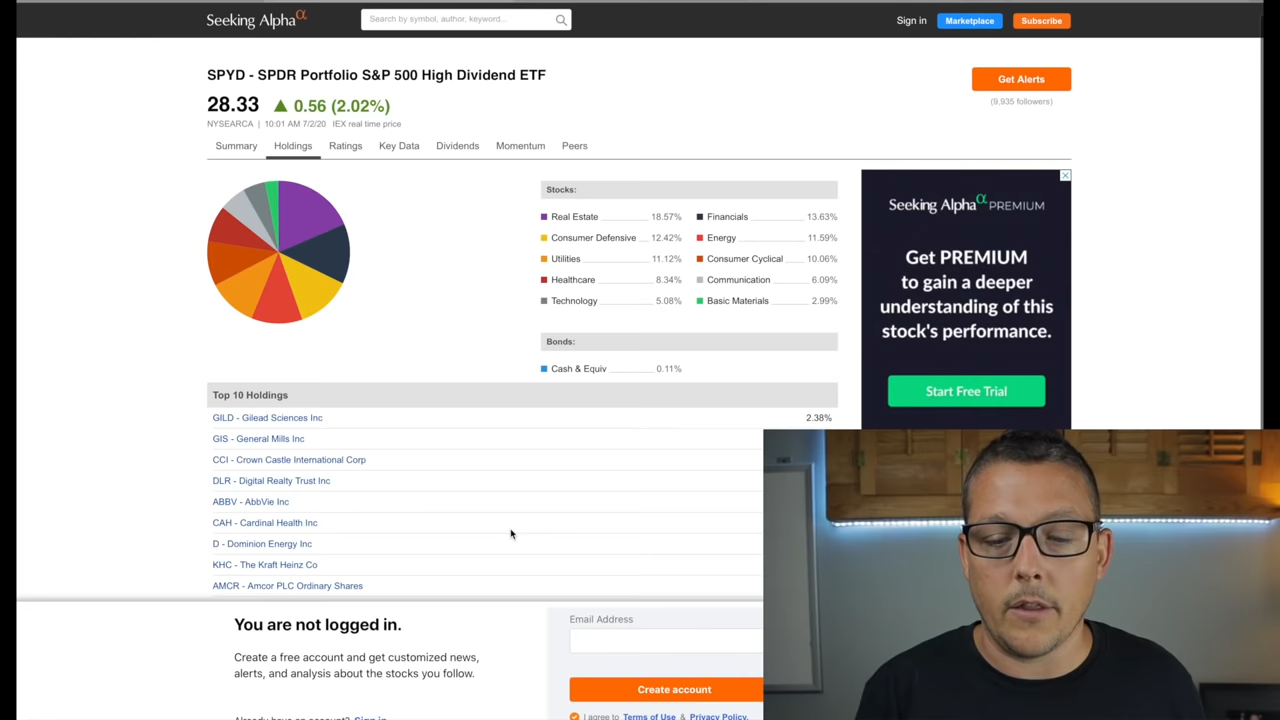 Seeking Alpha α
Search by symbol, author, keyword...
Sign in Marketplace Subscribe
SPYD - SPDR Portfolio S&P 500 High Dividend ETF
Get Alerts
28.33 ▲ 0.56 (2.02%)
(9,935 followers)
NYSEARCA | 10:01 AM 7/2/20 IEX real time price
Summary Holdings Ratings Key Data Dividends Momentum Peers
Stocks:
Real Estate 18.57% Financials 13.63%
Consumer Defensive 12.42% Energy 11.59%
Utilities 11.12% Consumer Cyclical 10.06%
Healthcare 8.34% Communication 6.09%
Technology 5.08% Basic Materials 2.99%
Bonds:
Cash & Equiv 0.11%
Seeking Alpha α PREMIUM
Get PREMIUM
to gain a deeper
understanding of this
stock's performance.
Start Free Trial
Top 10 Holdings
GILD - Gilead Sciences Inc 2.38%
GIS - General Mills Inc
CCI - Crown Castle International Corp
DLR - Digital Realty Trust Inc
ABBV - AbbVie Inc
CAH - Cardinal Health Inc
D - Dominion Energy Inc
KHC - The Kraft Heinz Co
AMCR - Amcor PLC Ordinary Shares
You are not logged in.
Create a free account and get customized news,
alerts, and analysis about the stocks you follow.
Already have an account? Sign in
Email Address
Create account
I agree to Terms of Use & Privacy Policy.